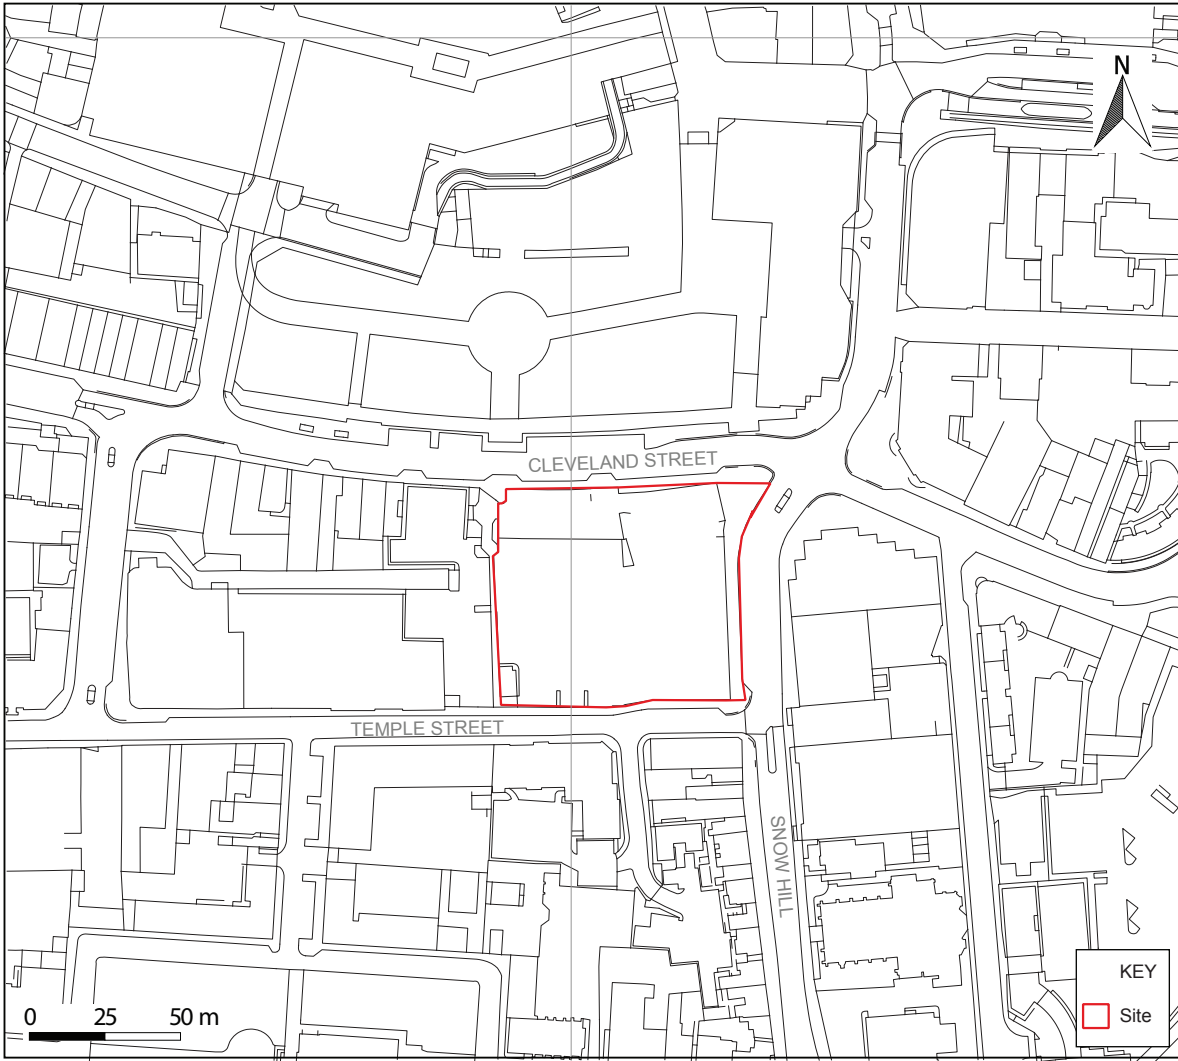 N
CLEVELAND STREET
TEMPLE STREET
SNOW HILL
KEY
Site
0 25 50 m